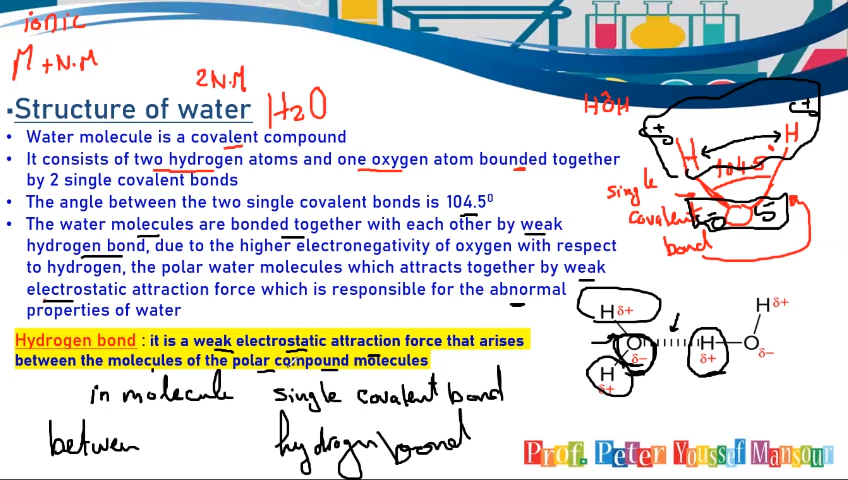 ionic
M + N.M
2 N.M
▪Structure of water H2O
• Water molecule is a covalent compound
• It consists of two hydrogen atoms and one oxygen atom bounded together
by 2 single covalent bonds
• The angle between the two single covalent bonds is 104.5⁰
• The water molecules are bonded together with each other by weak
hydrogen bond, due to the higher electronegativity of oxygen with respect
to hydrogen, the polar water molecules which attracts together by weak
electrostatic attraction force which is responsible for the abnormal
properties of water
Hydrogen bond : it is a weak electrostatic attraction force that arises
between the molecules of the polar compound molecules
in molecule single covalent bond
between hydrogen bond
HOH
+ +
H H
104.5°
single
covalent
bond
H δ+
O δ-
H δ+
H δ+
O δ-
H δ+
Prof. Peter Youssef Mansour